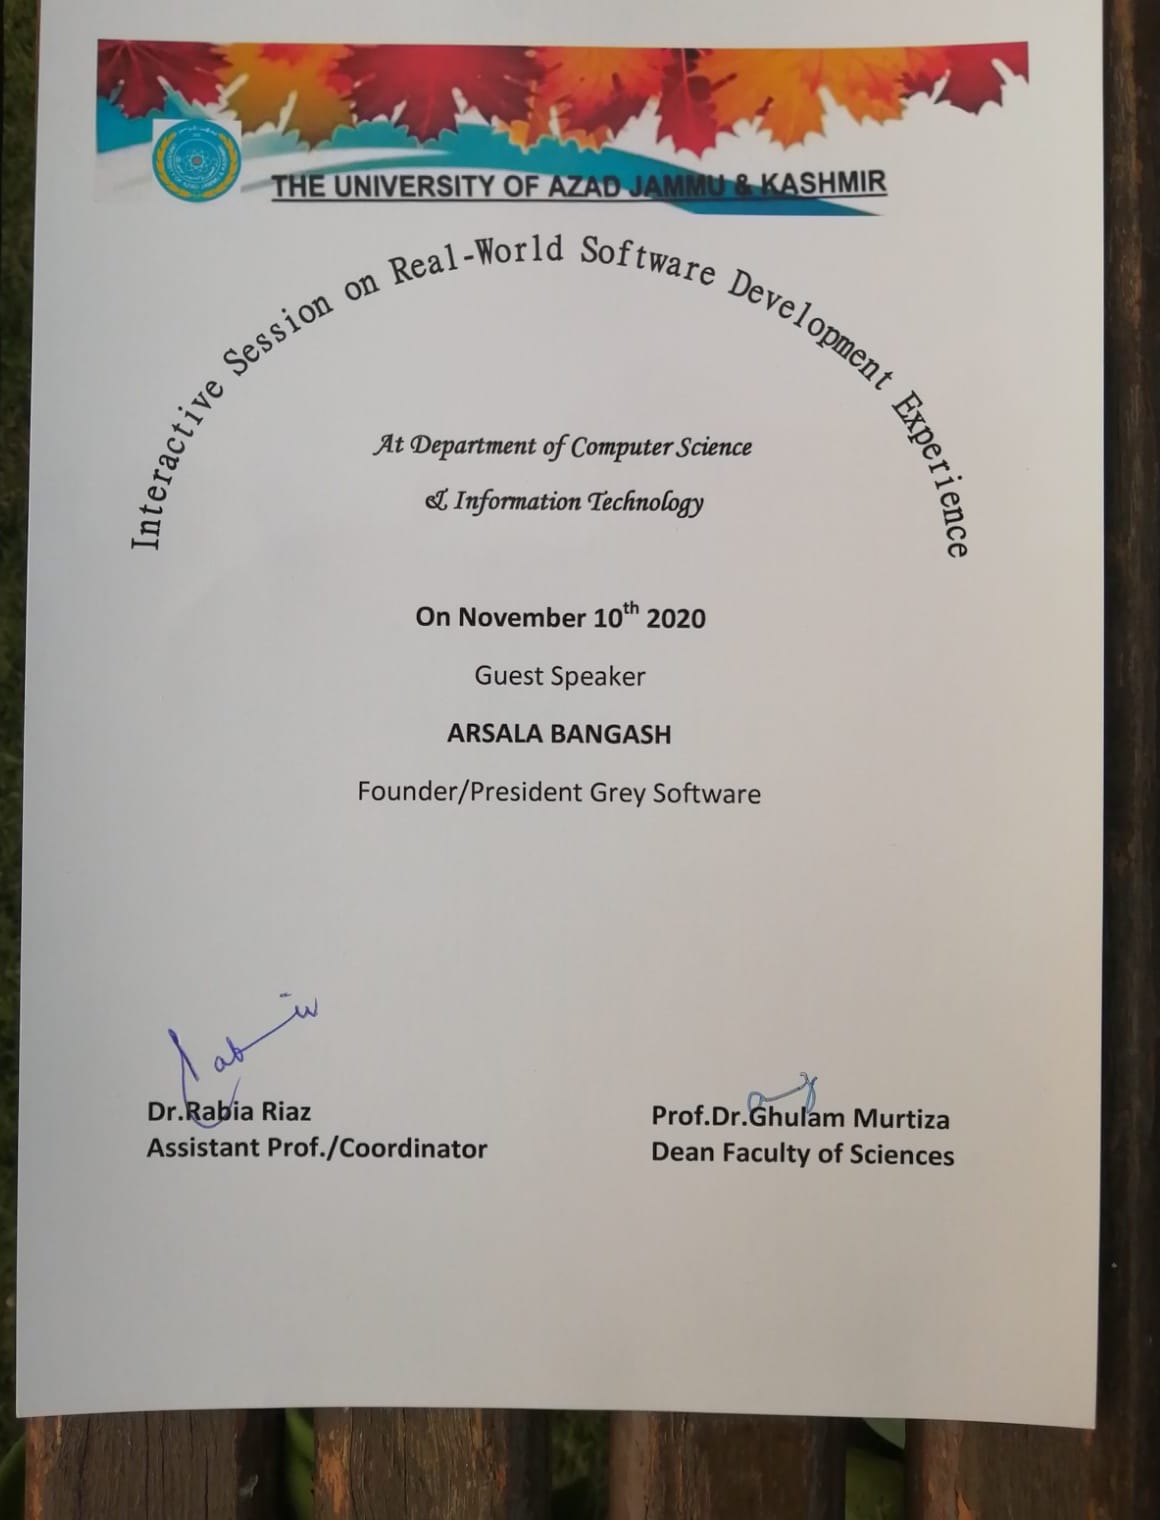 THE UNIVERSITY OF AZAD JAMMU & KASHMIR
Interactive Session on Real-World Software Development Experience
At Department of Computer Science
& Information Technology
On November 10th 2020
Guest Speaker
ARSALA BANGASH
Founder/President Grey Software
Dr.Rabia Riaz
Assistant Prof./Coordinator
Prof.Dr.Ghulam Murtiza
Dean Faculty of Sciences